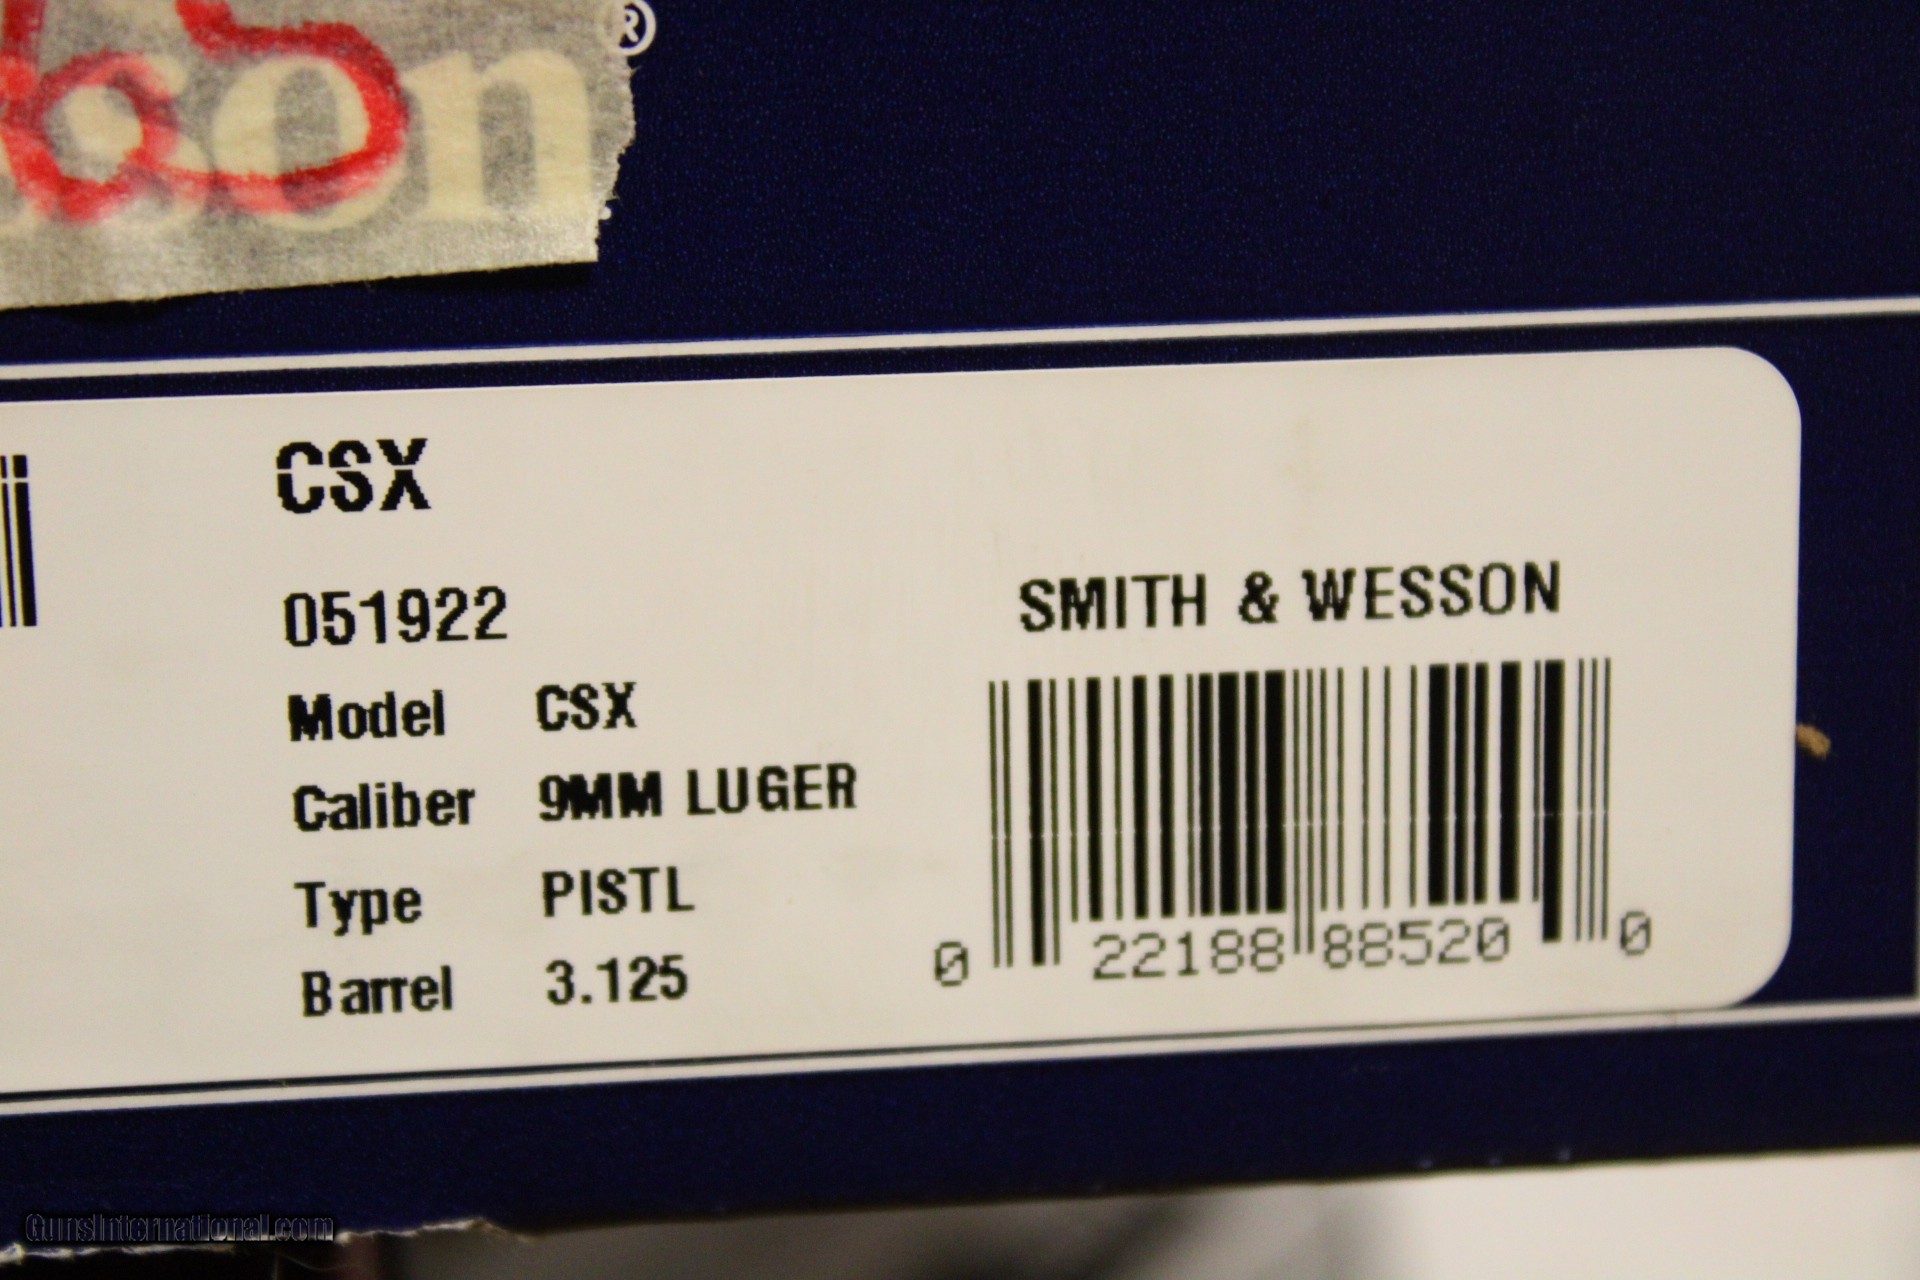 son®
CSX
051922
SMITH & WESSON
Model CSX
Caliber 9MM LUGER
Type PISTL
Barrel 3.125
0 22188 88520 0
GunsInternational.com